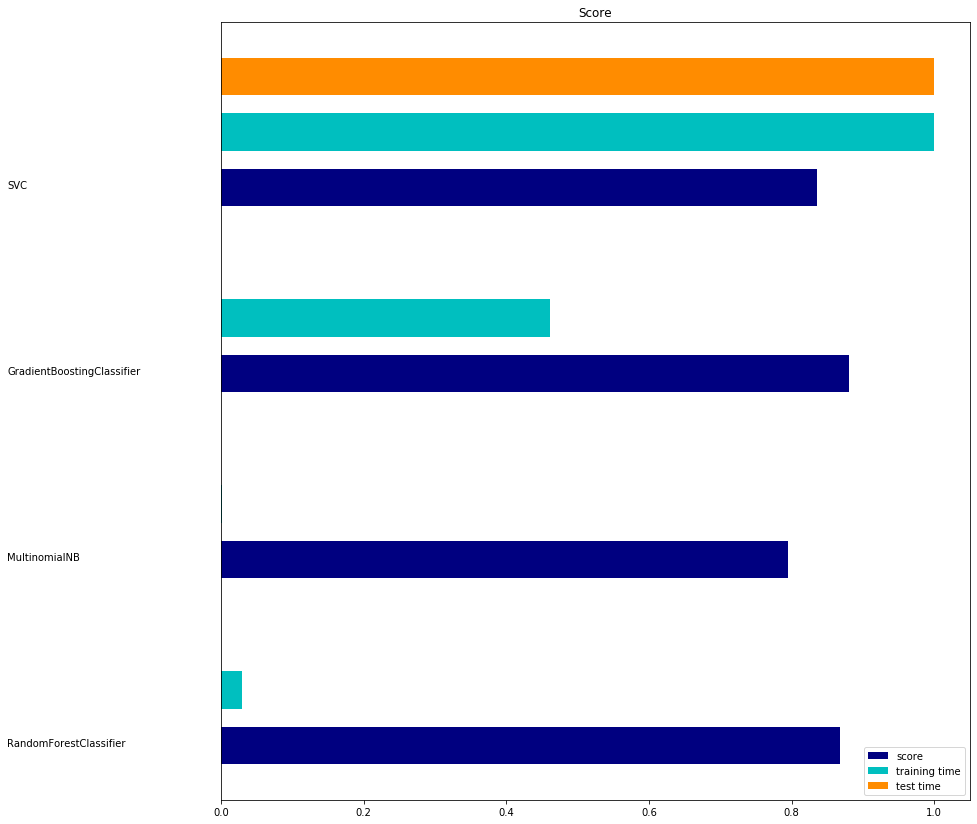 Score
SVC
GradientBoostingClassifier
MultinomialNB
RandomForestClassifier
score
training time
test time
0.0 0.2 0.4 0.6 0.8 1.0